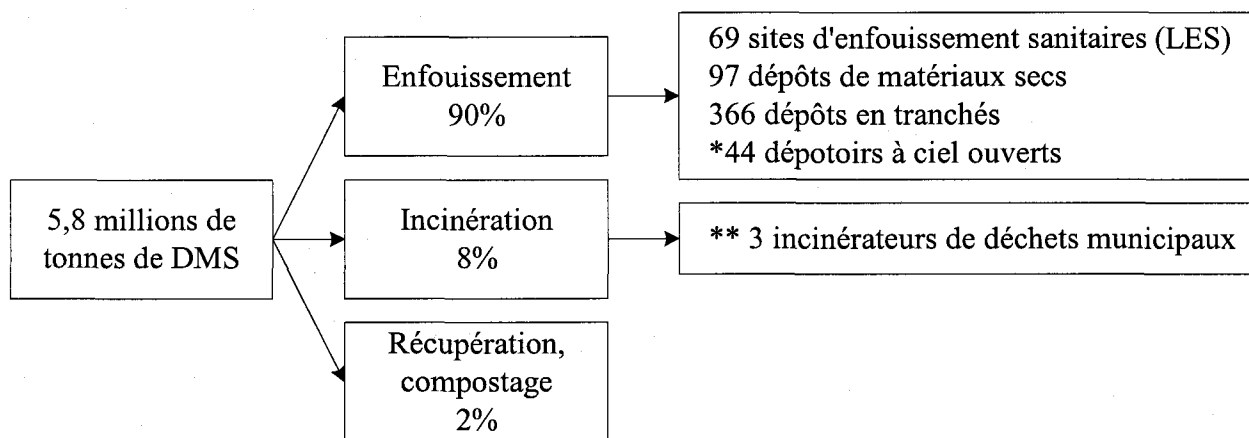 5,8 millions de
tonnes de DMS
Enfouissement
90%
69 sites d'enfouissement sanitaires (LES)
97 dépôts de matériaux secs
366 dépôts en tranchés
*44 dépotoirs à ciel ouverts
Incinération
8%
** 3 incinérateurs de déchets municipaux
Récupération,
compostage
2%